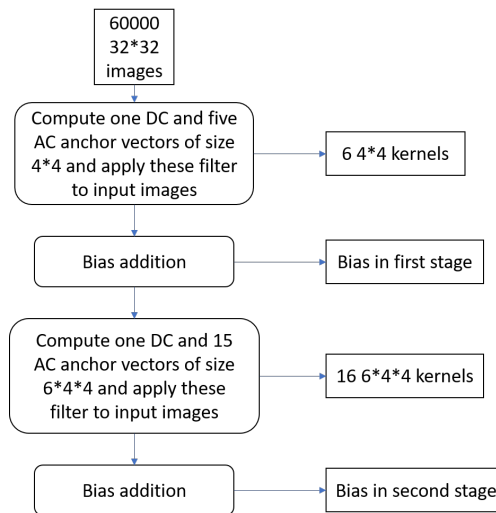 60000
32*32
images
Compute one DC and five
AC anchor vectors of size
4*4 and apply these filter
to input images
6 4*4 kernels
Bias addition
Bias in first stage
Compute one DC and 15
AC anchor vectors of size
6*4*4 and apply these
filter to input images
16 6*4*4 kernels
Bias addition
Bias in second stage